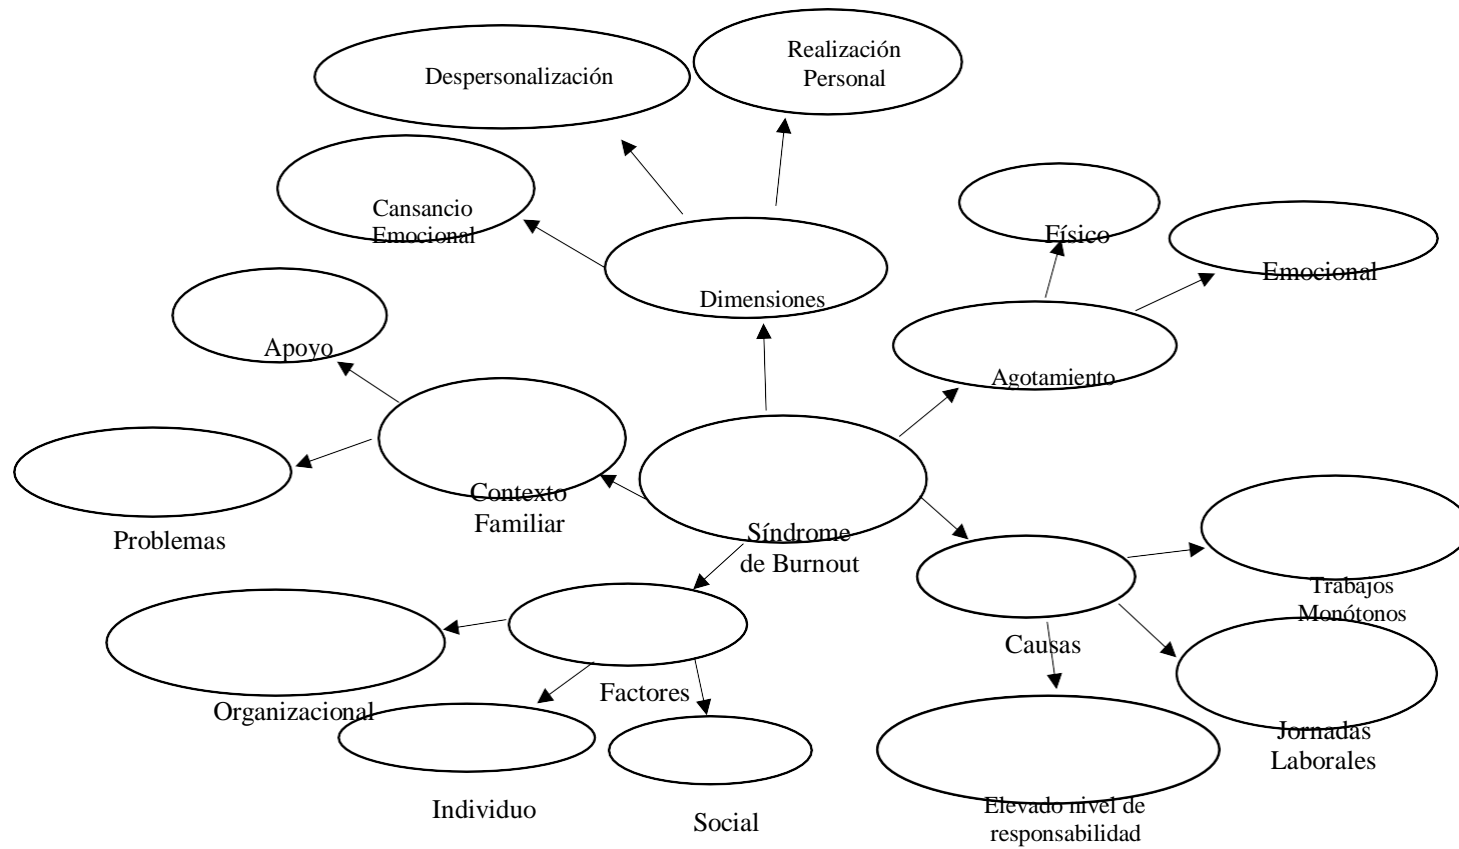 Realización
Personal
Despersonalización
Cansancio
Emocional
Físico
Emocional
Dimensiones
Apoyo
Agotamiento
Contexto
Familiar
Problemas
Síndrome
de Burnout
Trabajos
Monótonos
Causas
Factores
Organizacional
Jornadas
Laborales
Individuo
Social
Elevado nivel de
responsabilidad